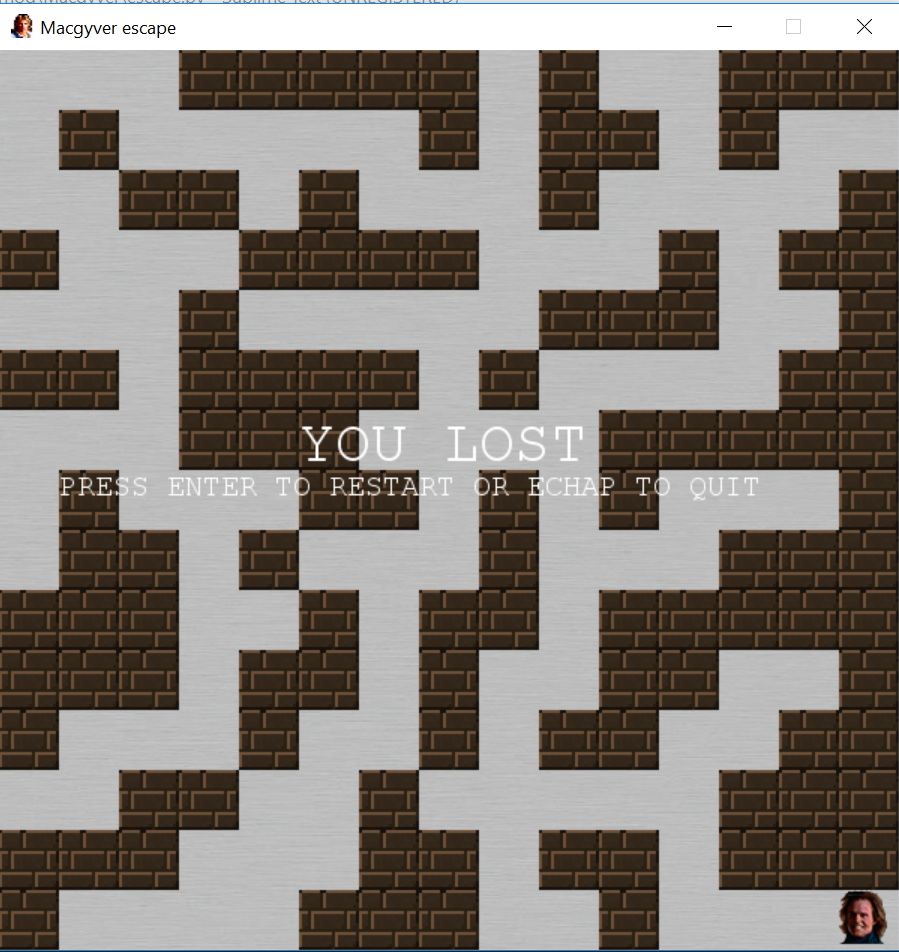 Macgyver escape
YOU LOST
PRESS ENTER TO RESTART OR ECHAP TO QUIT